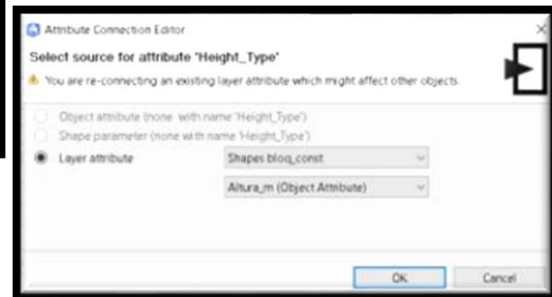 Attribute Connection Editor
Select source for attribute 'Height_Type'
You are re-connecting an existing layer attribute which might affect other objects.
Object attribute (none with name 'Height_Type')
Shape parameter (none with name 'Height_Type')
Layer attribute
Shapes bloq_const
Altura_m (Object Attribute)
OK
Cancel